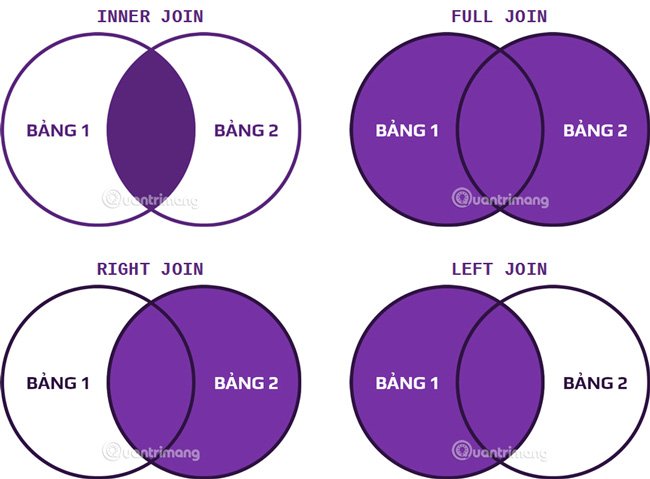 INNER JOIN
BẢNG 1 BẢNG 2
Quantrimang
FULL JOIN
BẢNG 1 BẢNG 2
Quantrimang
RIGHT JOIN
BẢNG 1 BẢNG 2
Quantrimang
LEFT JOIN
BẢNG 1 BẢNG 2
Quantrimang